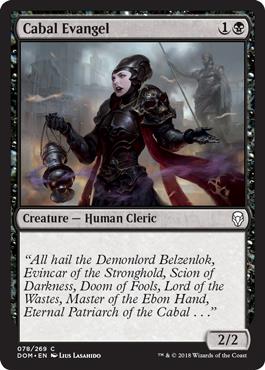 Cabal Evangel 1
Creature — Human Cleric
“All hail the Demonlord Belzenlok,
Evincar of the Stronghold, Scion of
Darkness, Doom of Fools, Lord of the
Wastes, Master of the Ebon Hand,
Eternal Patriarch of the Cabal . . .”
2/2
078/269 C
DOM • EN Lius Lasahido
™ & © 2018 Wizards of the Coast